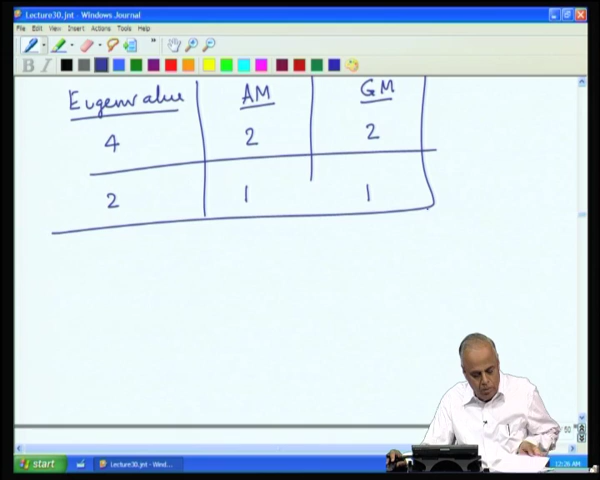 Lecture30.jnt - Windows Journal
File Edit View Insert Actions Tools Help
B I
Eigenvalue AM GM
4 2 2
2 1 1
/ 50
start Lecture30.jnt - Wind... 12:26 AM